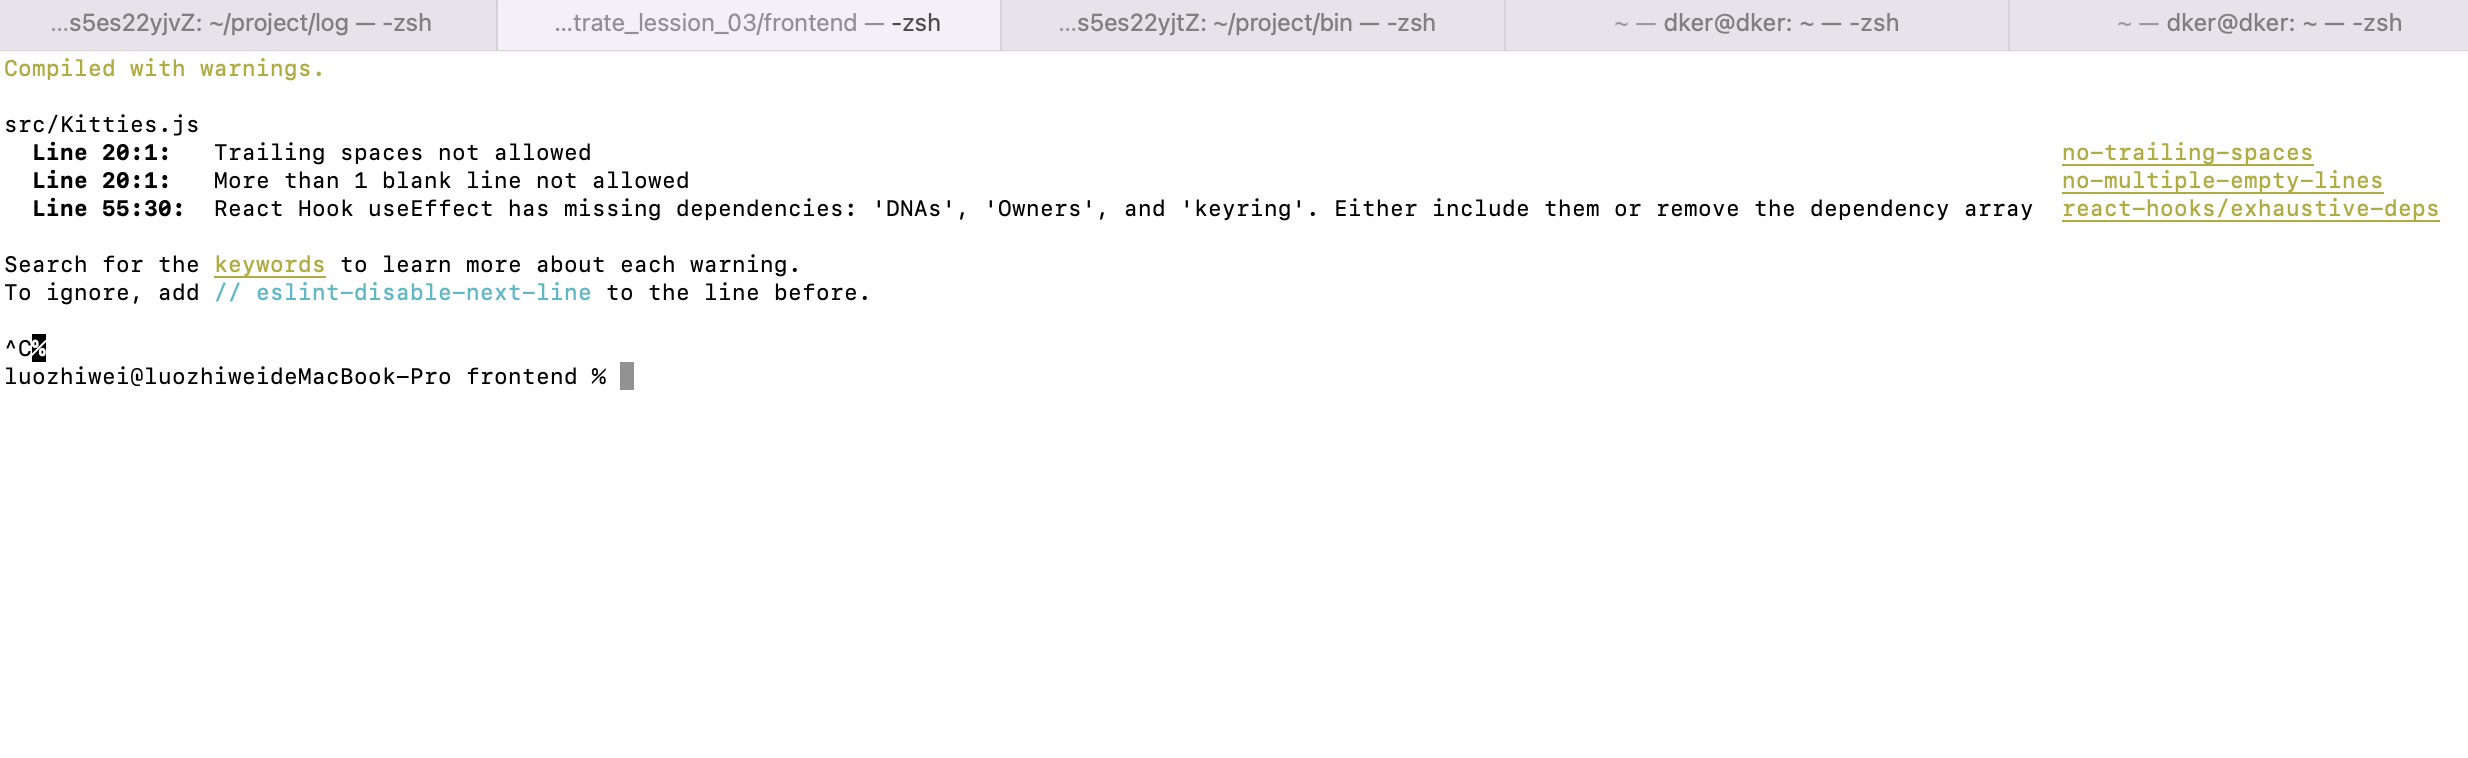 ...s5es22yjvZ: ~/project/log — -zsh
...trate_lession_03/frontend — -zsh
...s5es22yjtZ: ~/project/bin — -zsh
~ — dker@dker: ~ — -zsh
~ — dker@dker: ~ — -zsh
Compiled with warnings.
src/Kitties.js
Line 20:1: Trailing spaces not allowed no-trailing-spaces
Line 20:1: More than 1 blank line not allowed no-multiple-empty-lines
Line 55:30: React Hook useEffect has missing dependencies: 'DNAs', 'Owners', and 'keyring'. Either include them or remove the dependency array react-hooks/exhaustive-deps
Search for the keywords to learn more about each warning.
To ignore, add // eslint-disable-next-line to the line before.
^C%
luozhiwei@luozhiweideMacBook-Pro frontend %